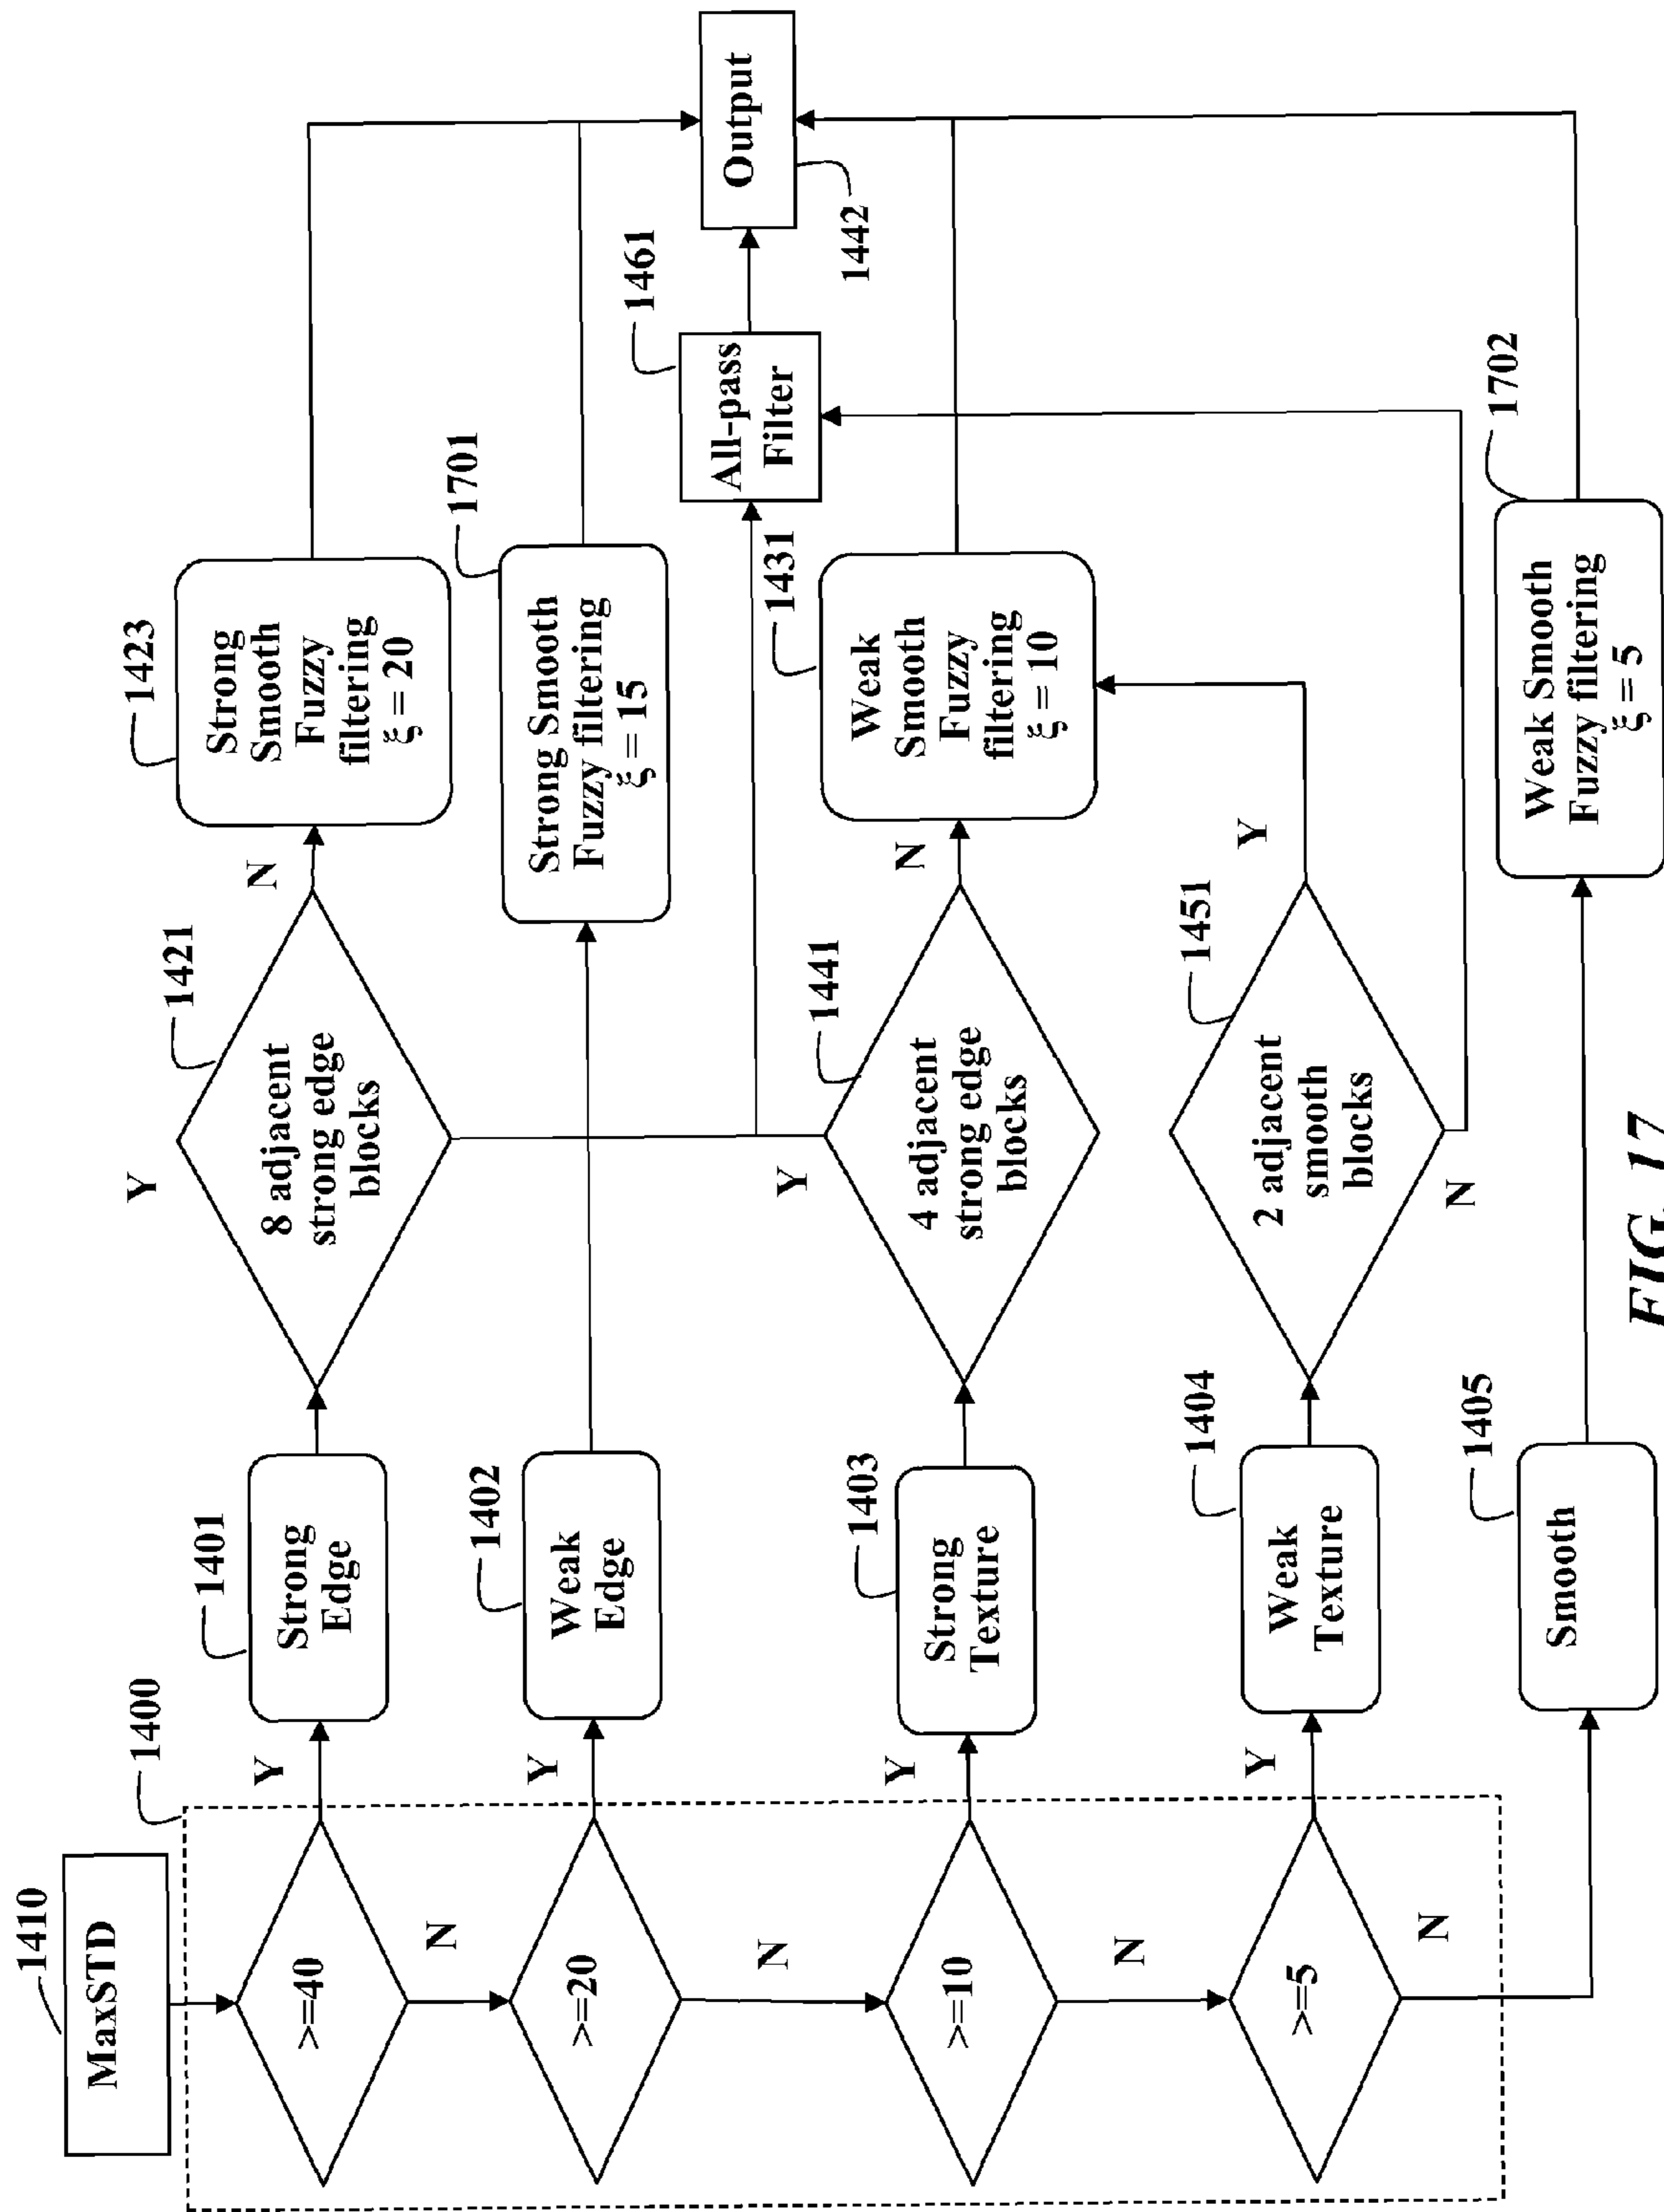 1410
MaxSTD
1400
>=40
Y
N
>=20
Y
N
>=10
Y
N
>=5
Y
N
1401
Strong
Edge
1402
Weak
Edge
1403
Strong
Texture
1404
Weak
Texture
1405
Smooth
Y
1421
8 adjacent
strong edge
blocks
N
Y
1441
4 adjacent
strong edge
blocks
N
1451
2 adjacent
smooth
blocks
Y
N
1423
Strong
Smooth
Fuzzy
filtering
ξ = 20
1701
Strong Smooth
Fuzzy filtering
ξ = 15
1431
Weak
Smooth
Fuzzy
filtering
ξ = 10
1702
Weak Smooth
Fuzzy filtering
ξ = 5
1461
All-pass
Filter
Output
1442
FIG. 17